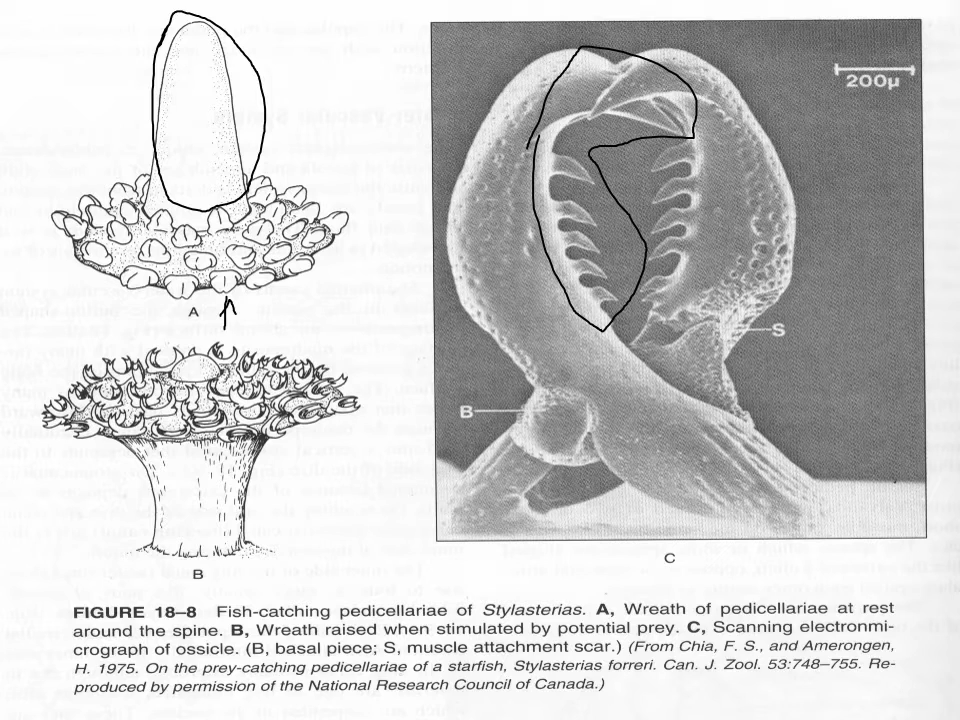 200µ
S
B
A
B
C
FIGURE 18–8 Fish-catching pedicellariae of Stylasterias. A, Wreath of pedicellariae at rest
around the spine. B, Wreath raised when stimulated by potential prey. C, Scanning electronmi-
crograph of ossicle. (B, basal piece; S, muscle attachment scar.) (From Chia, F. S., and Amerongen,
H. 1975. On the prey-catching pedicellariae of a starfish, Stylasterias forreri. Can. J. Zool. 53:748–755. Re-
produced by permission of the National Research Council of Canada.)